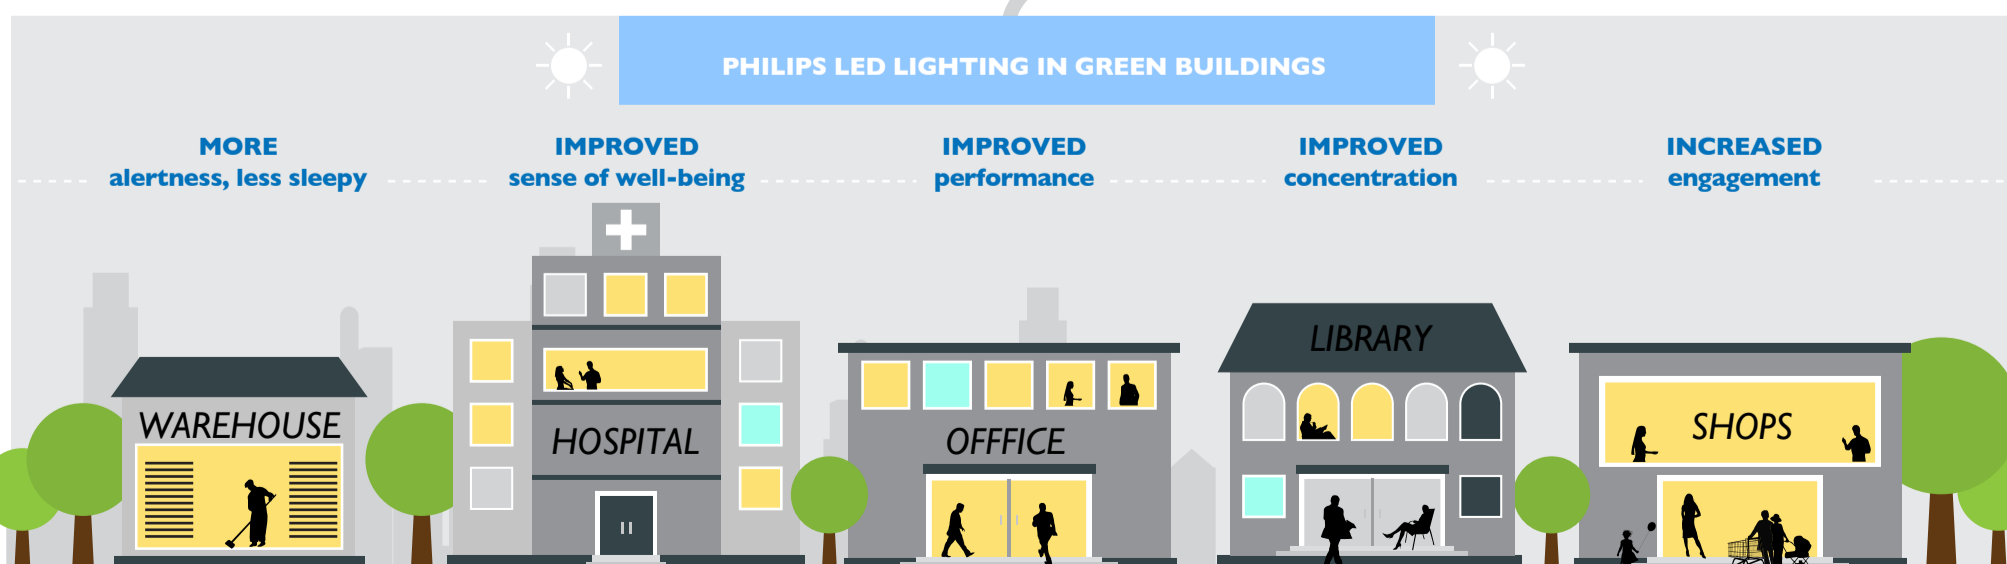 PHILIPS LED LIGHTING IN GREEN BUILDINGS
MORE
alertness, less sleepy
IMPROVED
sense of well-being
IMPROVED
performance
IMPROVED
concentration
INCREASED
engagement
WAREHOUSE
HOSPITAL
OFFFICE
LIBRARY
SHOPS